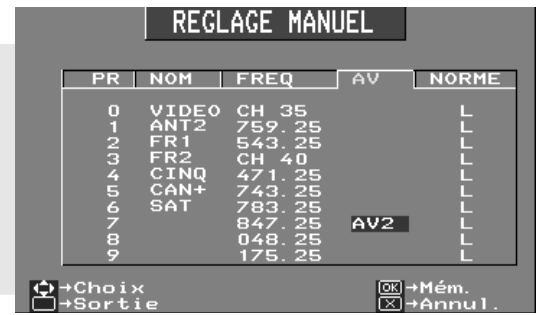 REGLAGE MANUEL
PR NOM FREQ AV NORME
0 VIDEO CH 35 L
1 ANT2 759.25 L
2 FR1 543.25 L
3 FR2 CH 40 L
4 CINQ 471.25 L
5 CAN+ 743.25 L
6 SAT 783.25 L
7 847.25 AV2 L
8 048.25 L
9 175.25 L
→Choix OK →Mém.
→Sortie X →Annul.